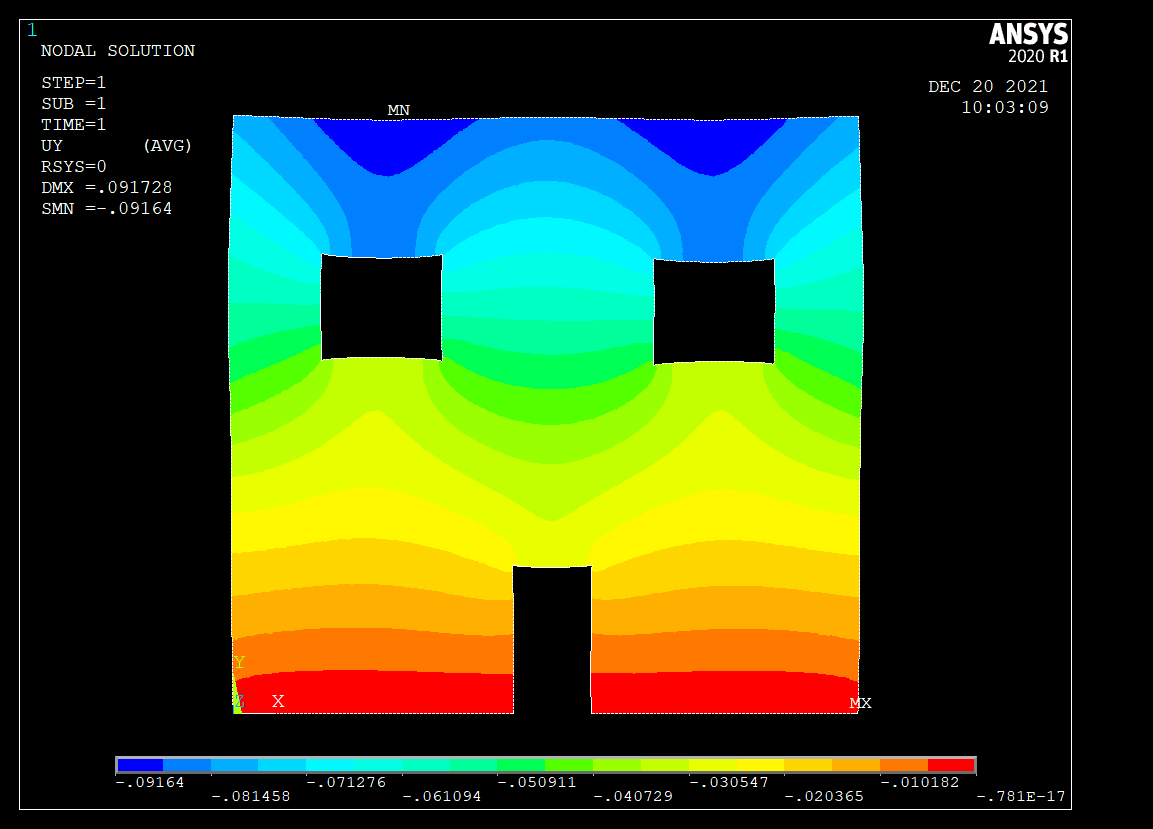 1
NODAL SOLUTION
STEP=1
SUB =1
TIME=1
UY (AVG)
RSYS=0
DMX =.091728
SMN =-.09164
ANSYS
2020 R1
DEC 20 2021
10:03:09
MN
Y
Z X
MX
-.09164 -.071276 -.050911 -.030547 -.010182
-.081458 -.061094 -.040729 -.020365 -.781E-17